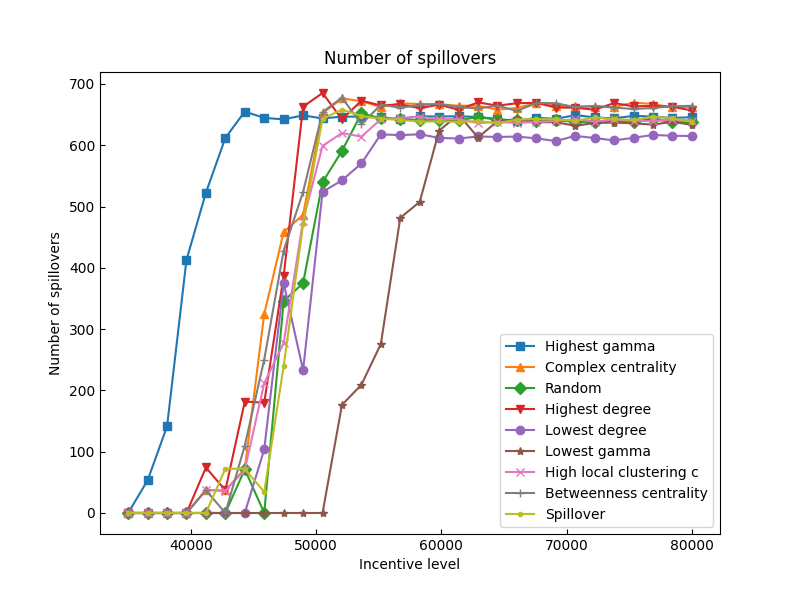 Number of spillovers
700
600
500
400
300
200
100
0
Number of spillovers
40000
50000
60000
70000
80000
Incentive level
Highest gamma
Complex centrality
Random
Highest degree
Lowest degree
Lowest gamma
High local clustering c
Betweenness centrality
Spillover